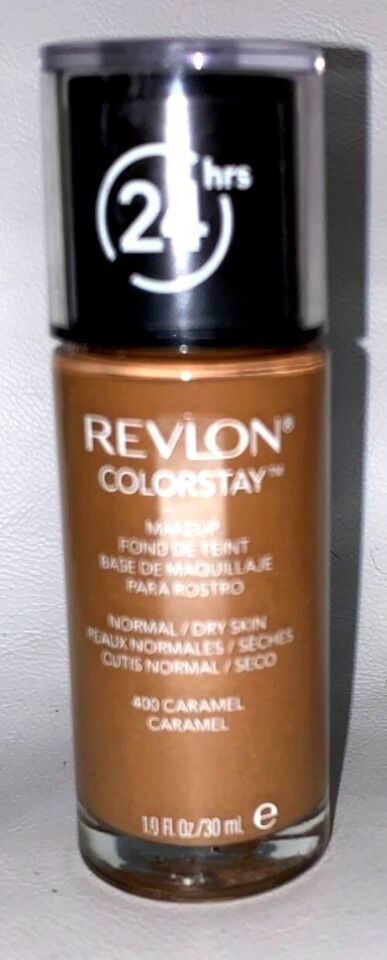 24 hrs
REVLON®
COLORSTAY™
MAKEUP
FOND DE TEINT
BASE DE MAQUILLAJE
PARA ROSTRO
NORMAL / DRY SKIN
PEAUX NORMALES / SÈCHES
CUTIS NORMAL / SECO
400 CARAMEL
CARAMEL
1.0 FL.Oz/30 mL e